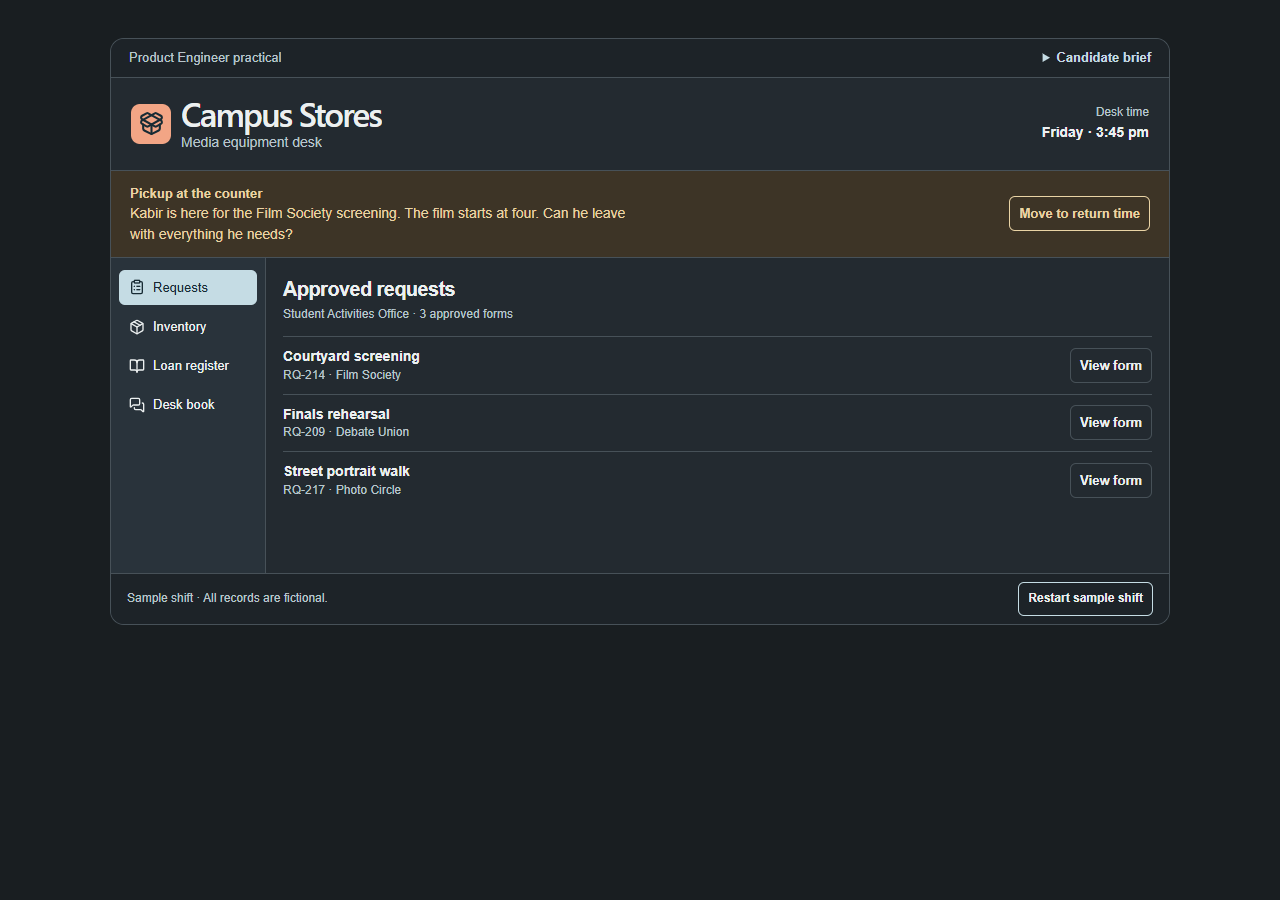 Product Engineer practical
Candidate brief
Campus Stores
Media equipment desk
Desk time
Friday · 3:45 pm
Pickup at the counter
Kabir is here for the Film Society screening. The film starts at four. Can he leave
with everything he needs?
Move to return time
Requests
Inventory
Loan register
Desk book
Approved requests
Student Activities Office · 3 approved forms
Courtyard screening
RQ-214 · Film Society
View form
Finals rehearsal
RQ-209 · Debate Union
View form
Street portrait walk
RQ-217 · Photo Circle
View form
Sample shift · All records are fictional.
Restart sample shift